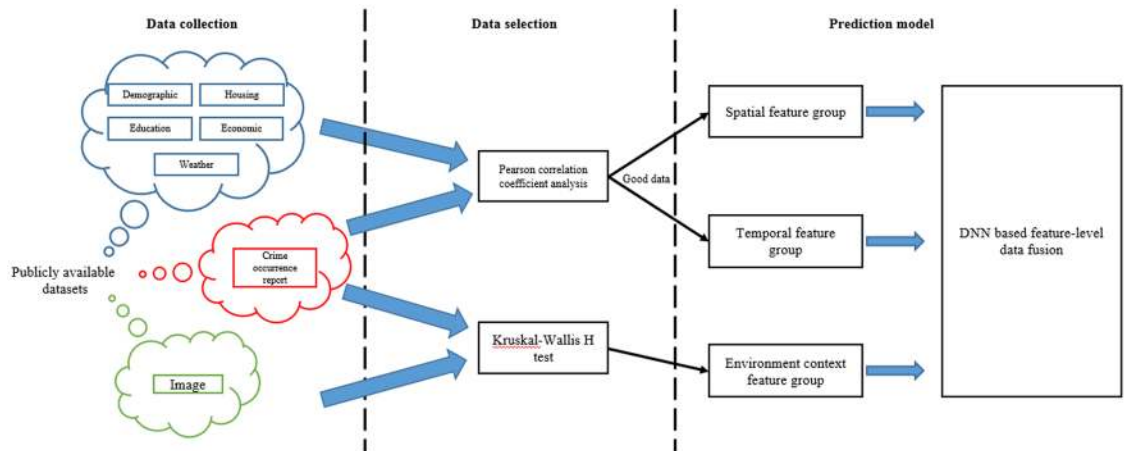 Data collection
Data selection
Prediction model
Demographic
Housing
Education
Economic
Weather
Publicly available
datasets
Crime
occurrence
report
Image
Pearson correlation
coefficient analysis
Good data
Kruskal-Wallis H
test
Spatial feature group
Temporal feature
group
Environment context
feature group
DNN based feature-level
data fusion